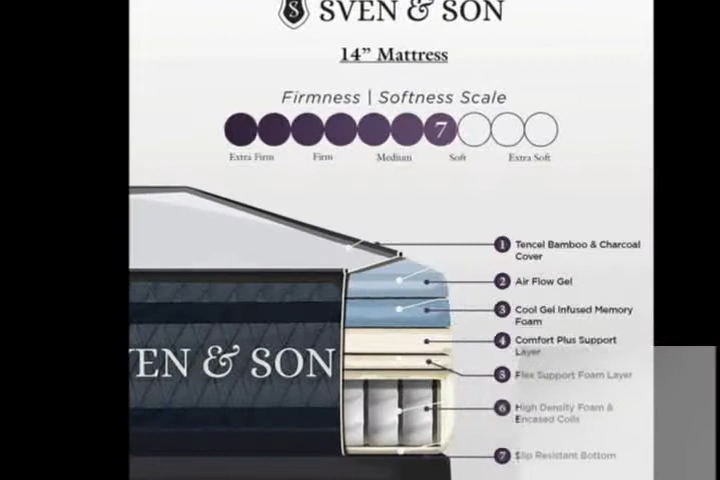 S
SVEN & SON
14” Mattress
Firmness | Softness Scale
7
Extra Firm Firm Medium Soft Extra Soft
1 Tencel Bamboo & Charcoal
Cover
2 Air Flow Gel
3 Cool Gel Infused Memory
Foam
4 Comfort Plus Support
Layer
VEN & SON
5 Flex Support Foam Layer
6 High Density Foam &
Encased Coils
7 Slip Resistant Bottom